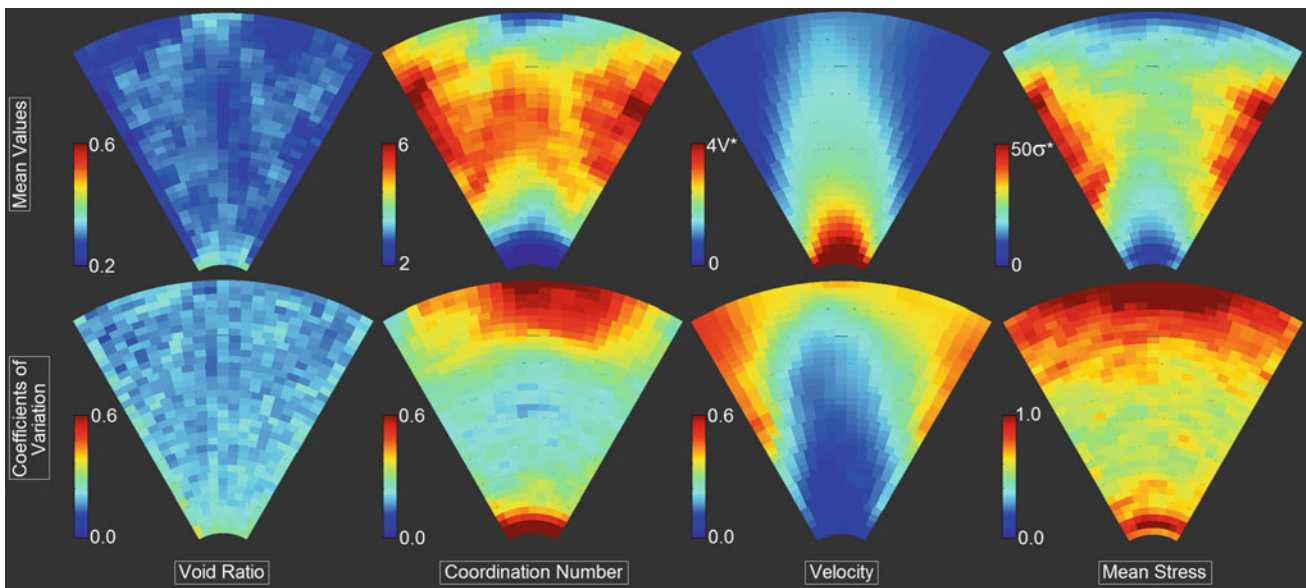 Mean Values
0.6
0.2
6
2
4V*
0
50σ*
0
Coefficients of
Variation
0.6
0.0
0.6
0.0
0.6
0.0
1.0
0.0
Void Ratio
Coordination Number
Velocity
Mean Stress